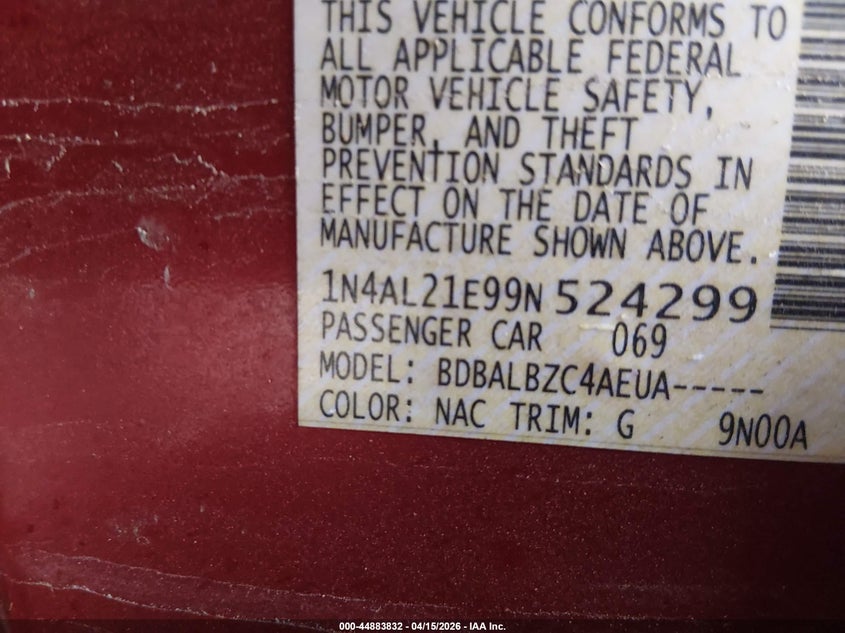 THIS VEHICLE CONFORMS TO
ALL APPLICABLE FEDERAL
MOTOR VEHICLE SAFETY,
BUMPER, AND THEFT
PREVENTION STANDARDS IN
EFFECT ON THE DATE OF
MANUFACTURE SHOWN ABOVE.
1N4AL21E99N524299
PASSENGER CAR 069
MODEL: BDBALBZC4AEUA-----
COLOR: NAC TRIM: G 9N00A
000-44883832 - 04/15/2026 - IAA Inc.